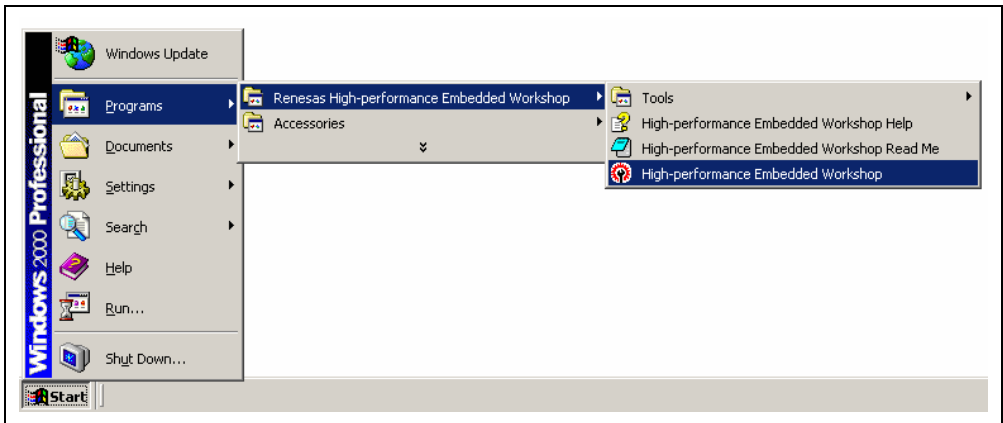 Windows 2000 Professional
Windows Update
Programs
Documents
Settings
Search
Help
Run...
Shut Down...
Start
Renesas High-performance Embedded Workshop
Accessories
Tools
High-performance Embedded Workshop Help
High-performance Embedded Workshop Read Me
High-performance Embedded Workshop